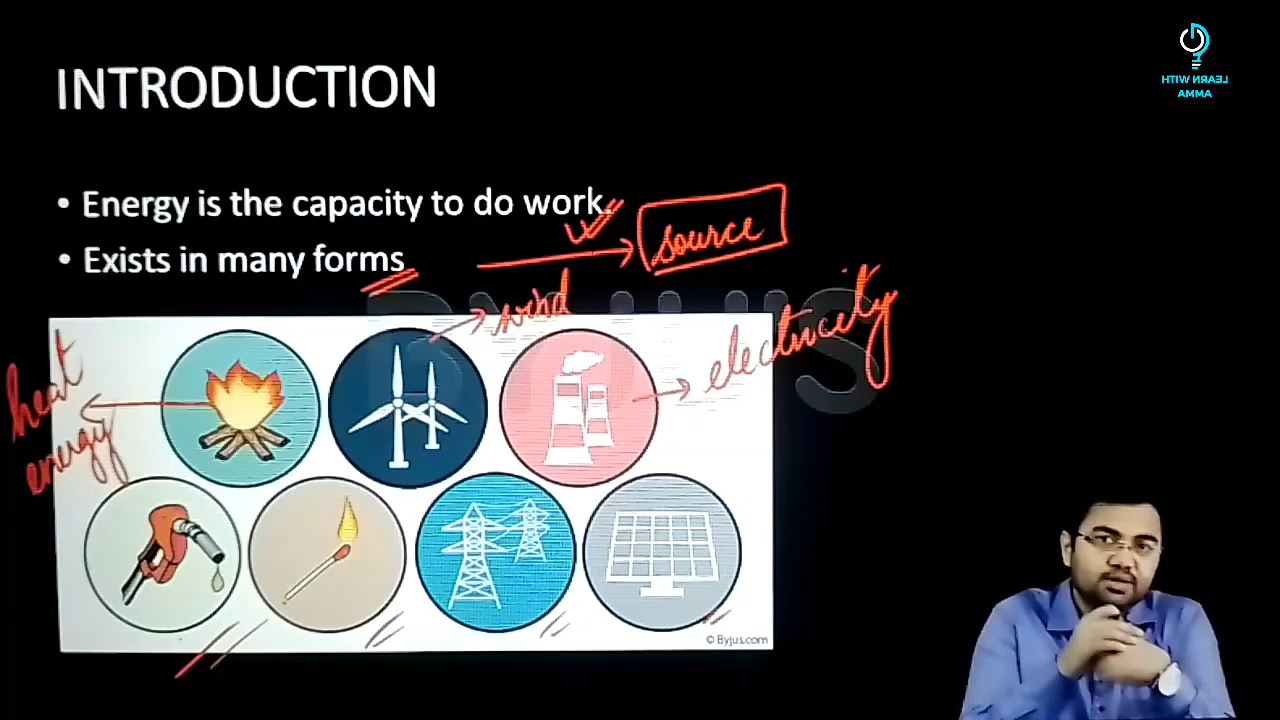 LEARN WITH
AMMA
INTRODUCTION
• Energy is the capacity to do work.
• Exists in many forms
source
wind
BYJU'S
electricity
heat
energy
© Byjus.com